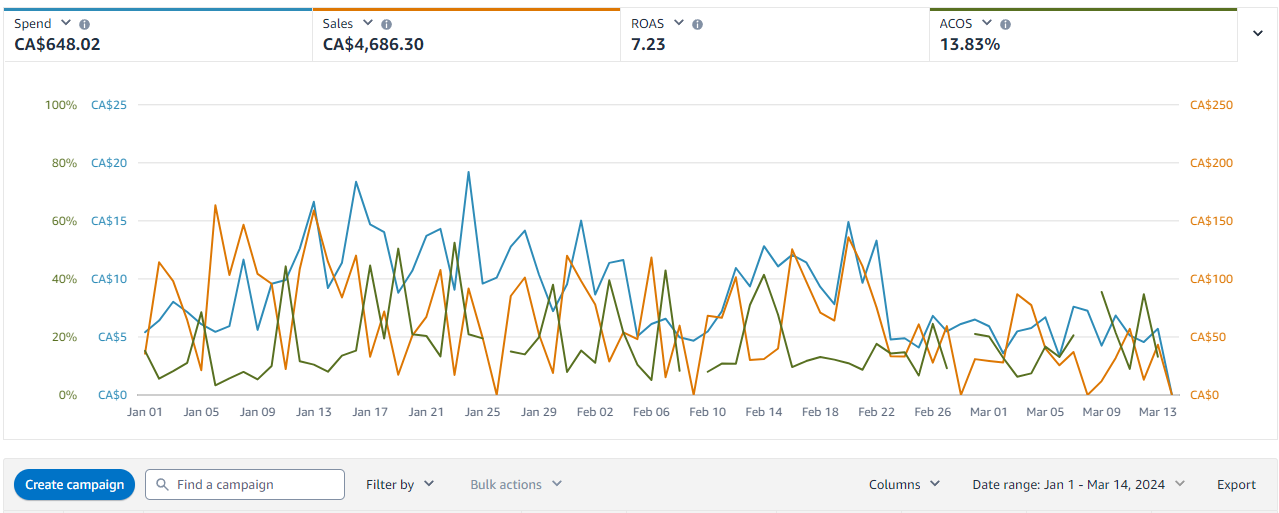 Spend Sales ROAS ACOS
CA$648.02 CA$4,686.30 7.23 13.83%
100% CA$25 CA$250
80% CA$20 CA$200
60% CA$15 CA$150
40% CA$10 CA$100
20% CA$5 CA$50
0% CA$0 CA$0
Jan 01 Jan 05 Jan 09 Jan 13 Jan 17 Jan 21 Jan 25 Jan 29 Feb 02 Feb 06 Feb 10 Feb 14 Feb 18 Feb 22 Feb 26 Mar 01 Mar 05 Mar 09 Mar 13
Create campaign Find a campaign Filter by Bulk actions Columns Date range: Jan 1 - Mar 14, 2024 Export